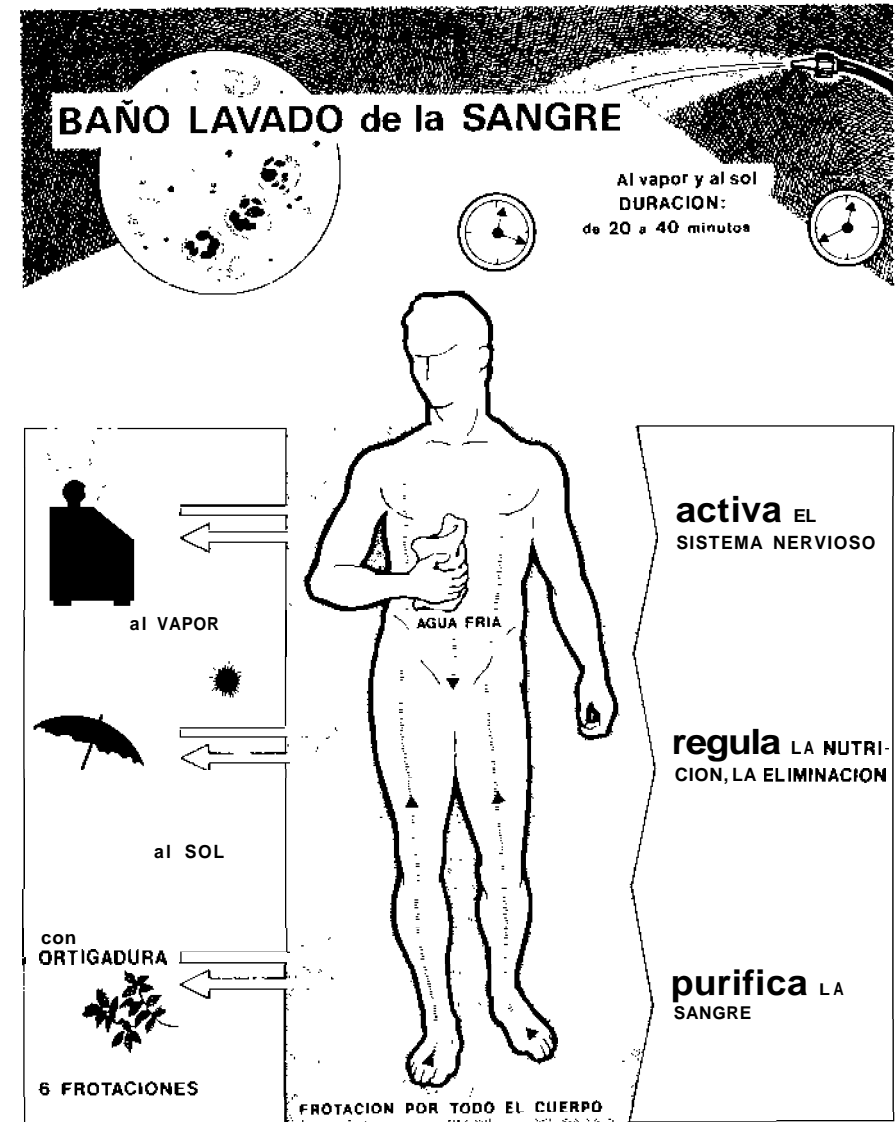 BAÑO LAVADO de la SANGRE
Al vapor y al sol
DURACION:
de 20 a 40 minutos
al VAPOR
al SOL
con
ORTIGADURA
6 FROTACIONES
AGUA FRIA
FROTACION POR TODO EL CUERPO
activa EL
SISTEMA NERVIOSO
regula LA NUTRI-
CION, LA ELIMINACION
purifica LA
SANGRE